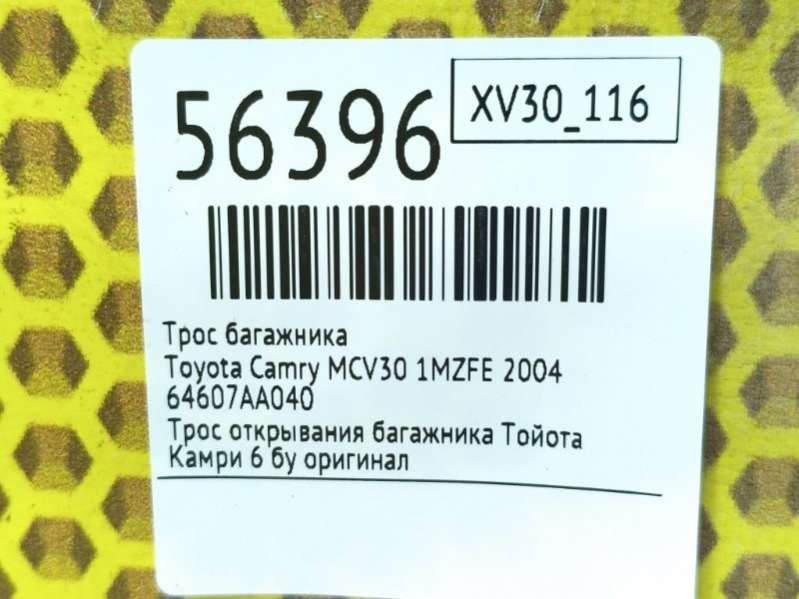 56396
XV30_116
Трос багажника
Toyota Camry MCV30 1MZFE 2004
64607AA040
Трос открывания багажника Тойота
Камри 6 бу оригинал